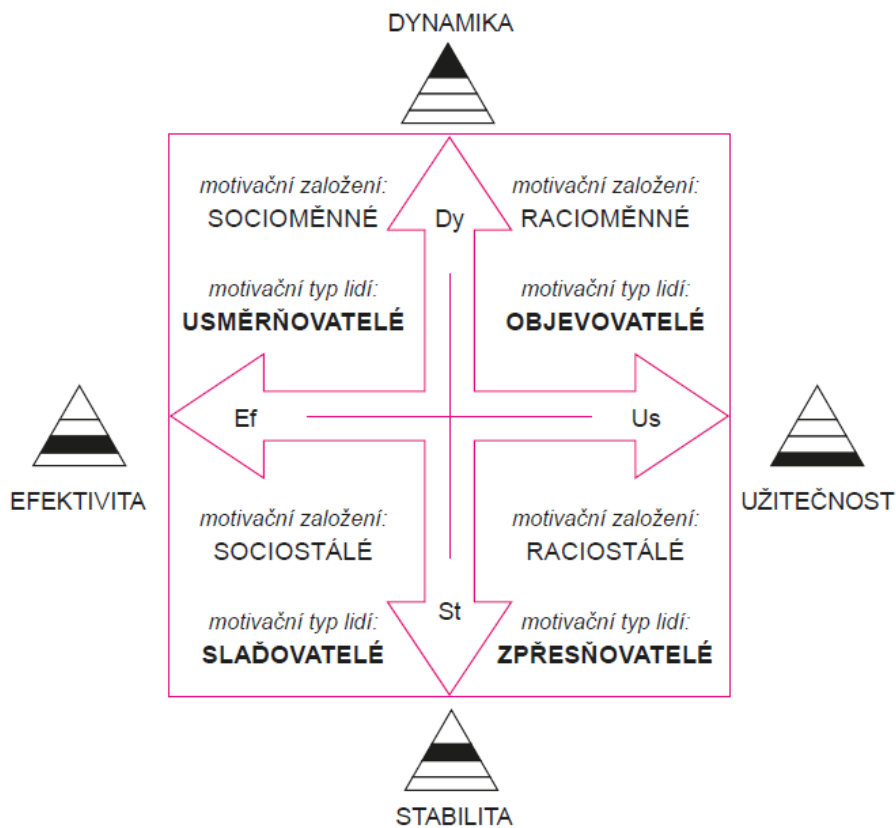 DYNAMIKA
motivační založení:
SOCIOMĚNNÉ
motivační založení:
RACIOMĚNNÉ
Dy
motivační typ lidí:
USMĚRŇOVATELÉ
motivační typ lidí:
OBJEVOVATELÉ
Ef
Us
EFEKTIVITA
UŽITEČNOST
motivační založení:
SOCIOSTÁLÉ
motivační založení:
RACIOSTÁLÉ
St
motivační typ lidí:
SLAĎOVATELÉ
motivační typ lidí:
ZPŘESŇOVATELÉ
STABILITA